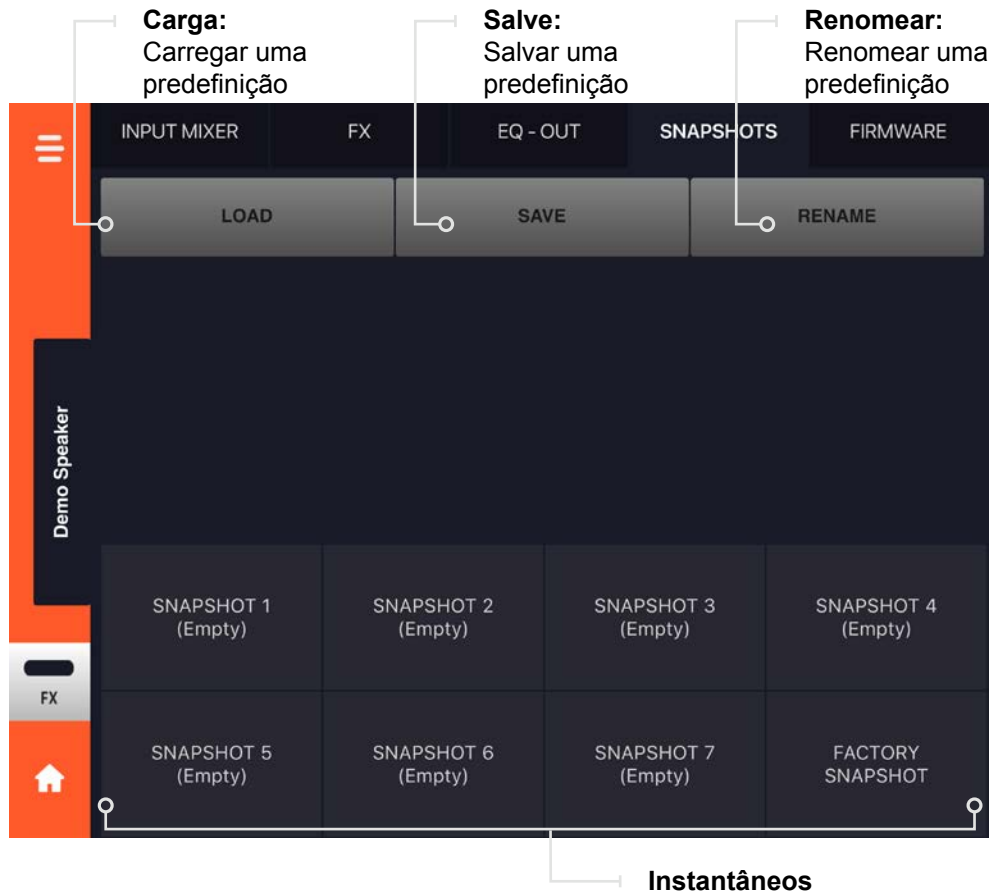 Carga:
Carregar uma
predefinição
Salve:
Salvar uma
predefinição
Renomear:
Renomear uma
predefinição
INPUT MIXER
FX
EQ - OUT
SNAPSHOTS
FIRMWARE
LOAD
SAVE
RENAME
Demo Speaker
SNAPSHOT 1
(Empty)
SNAPSHOT 2
(Empty)
SNAPSHOT 3
(Empty)
SNAPSHOT 4
(Empty)
FX
SNAPSHOT 5
(Empty)
SNAPSHOT 6
(Empty)
SNAPSHOT 7
(Empty)
FACTORY
SNAPSHOT
Instantâneos